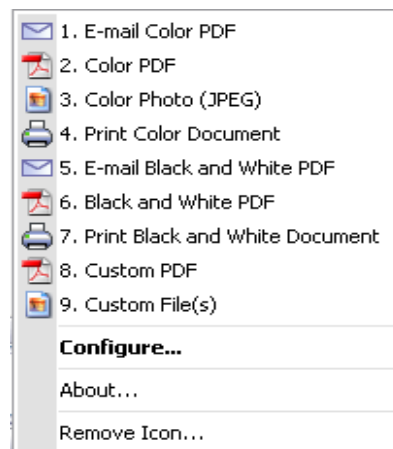 1. E-mail Color PDF
2. Color PDF
3. Color Photo (JPEG)
4. Print Color Document
5. E-mail Black and White PDF
6. Black and White PDF
7. Print Black and White Document
8. Custom PDF
9. Custom File(s)
Configure...
About...
Remove Icon...